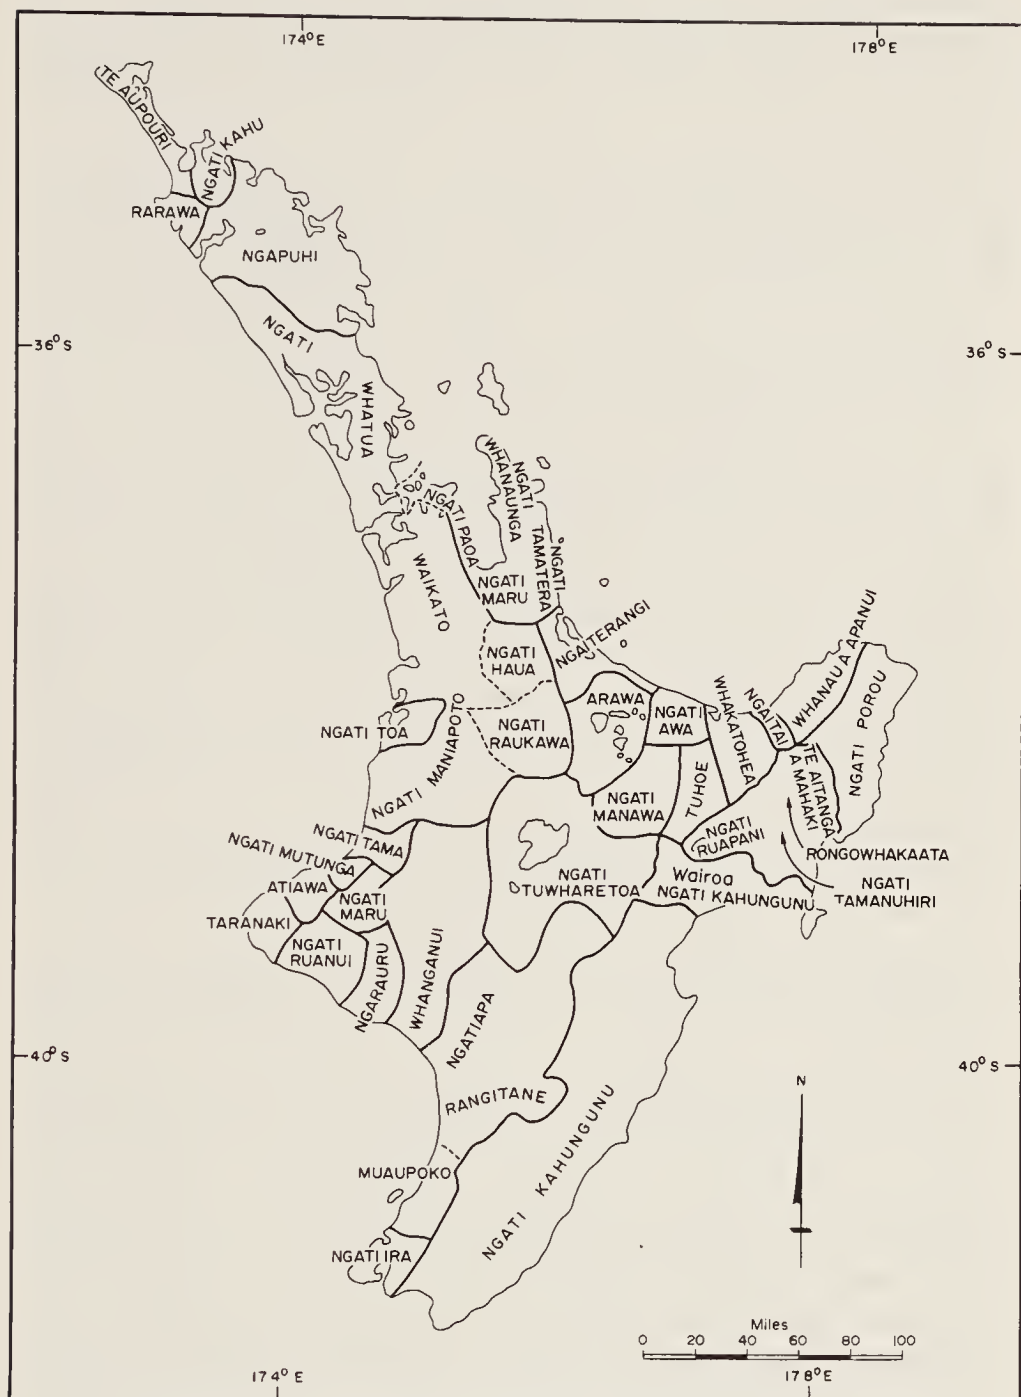 174°E
178°E
TE AUPOURI
NGATI KAHU
RARAWA
NGAPUHI
NGATI
WHATUA
36°S
36°S
NGATI
WHANAUNGA
NGATI
TAMATERA
NGATI PAOA
WAIKATO
NGATI
MARU
NGATI
HAUA
NGAITERANGI
WHANAU A APANUI
NGATI POROU
NGAITAI
WHAKATOHEA
ARAWA
NGATI
AWA
NGATI TOA
NGATI MANIAPOTO
NGATI
RAUKAWA
TE AITANGA
A MAHAKI
TUHOE
NGATI
MANAWA
NGATI
RUAPANI
RONGOWHAKAATA
NGATI
TAMANUHIRI
NGATI TAMA
NGATI MUTUNGA
ATIAWA
NGATI
MARU
TARANAKI
NGATI
TUWHARETOA
Wairoa
NGATI KAHUNGUNU
NGATI
RUANUI
NGARAURU
WHANGANUI
NGATIAPA
40°S
40°S
RANGITANE
N
MUAUPOKO
NGATI KAHUNGUNU
NGATI IRA
Miles
0 20 40 60 80 100
174°E
178°E